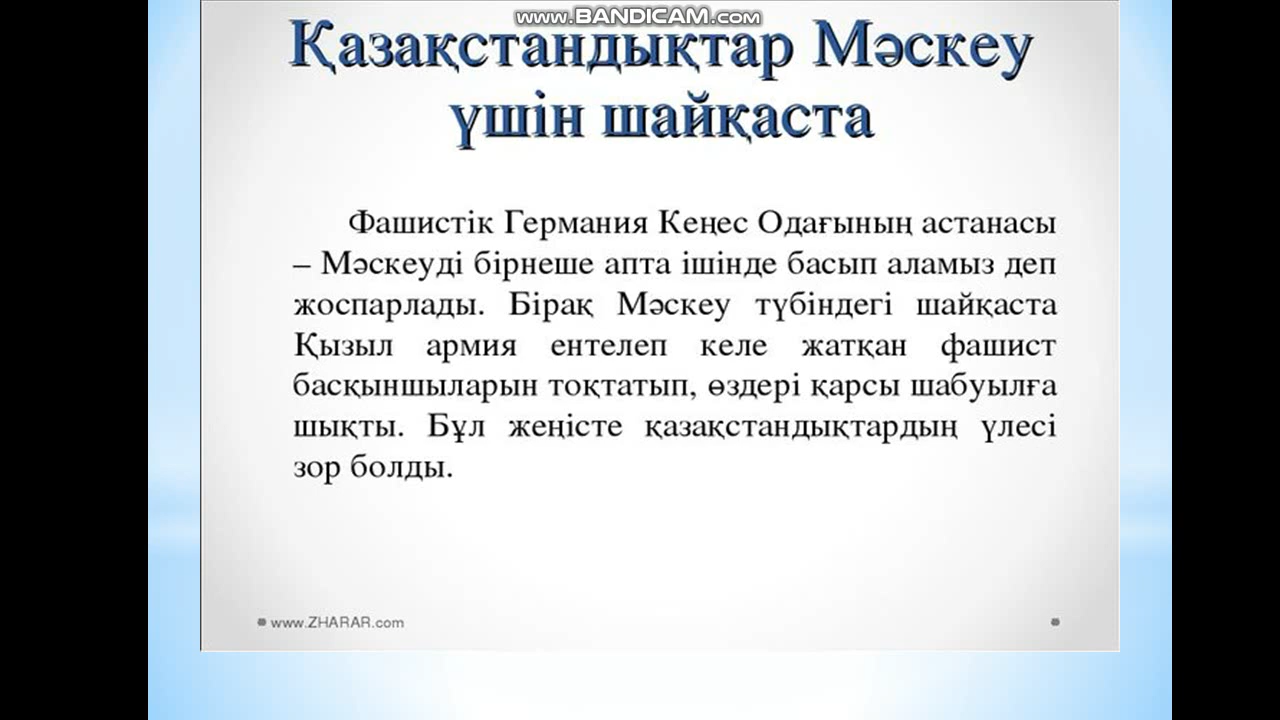 www.BANDICAM.com
Қазақстандықтар Мәскеу
үшін шайқаста
Фашистік Германия Кеңес Одағының астанасы
– Мәскеуді бірнеше апта ішінде басып аламыз деп
жоспарлады. Бірақ Мәскеу түбіндегі шайқаста
Қызыл армия ентелеп келе жатқан фашист
басқыншыларын тоқтатып, өздері қарсы шабуылға
шықты. Бұл жеңісте қазақстандықтардың үлесі
зор болды.
www.ZHARAR.com